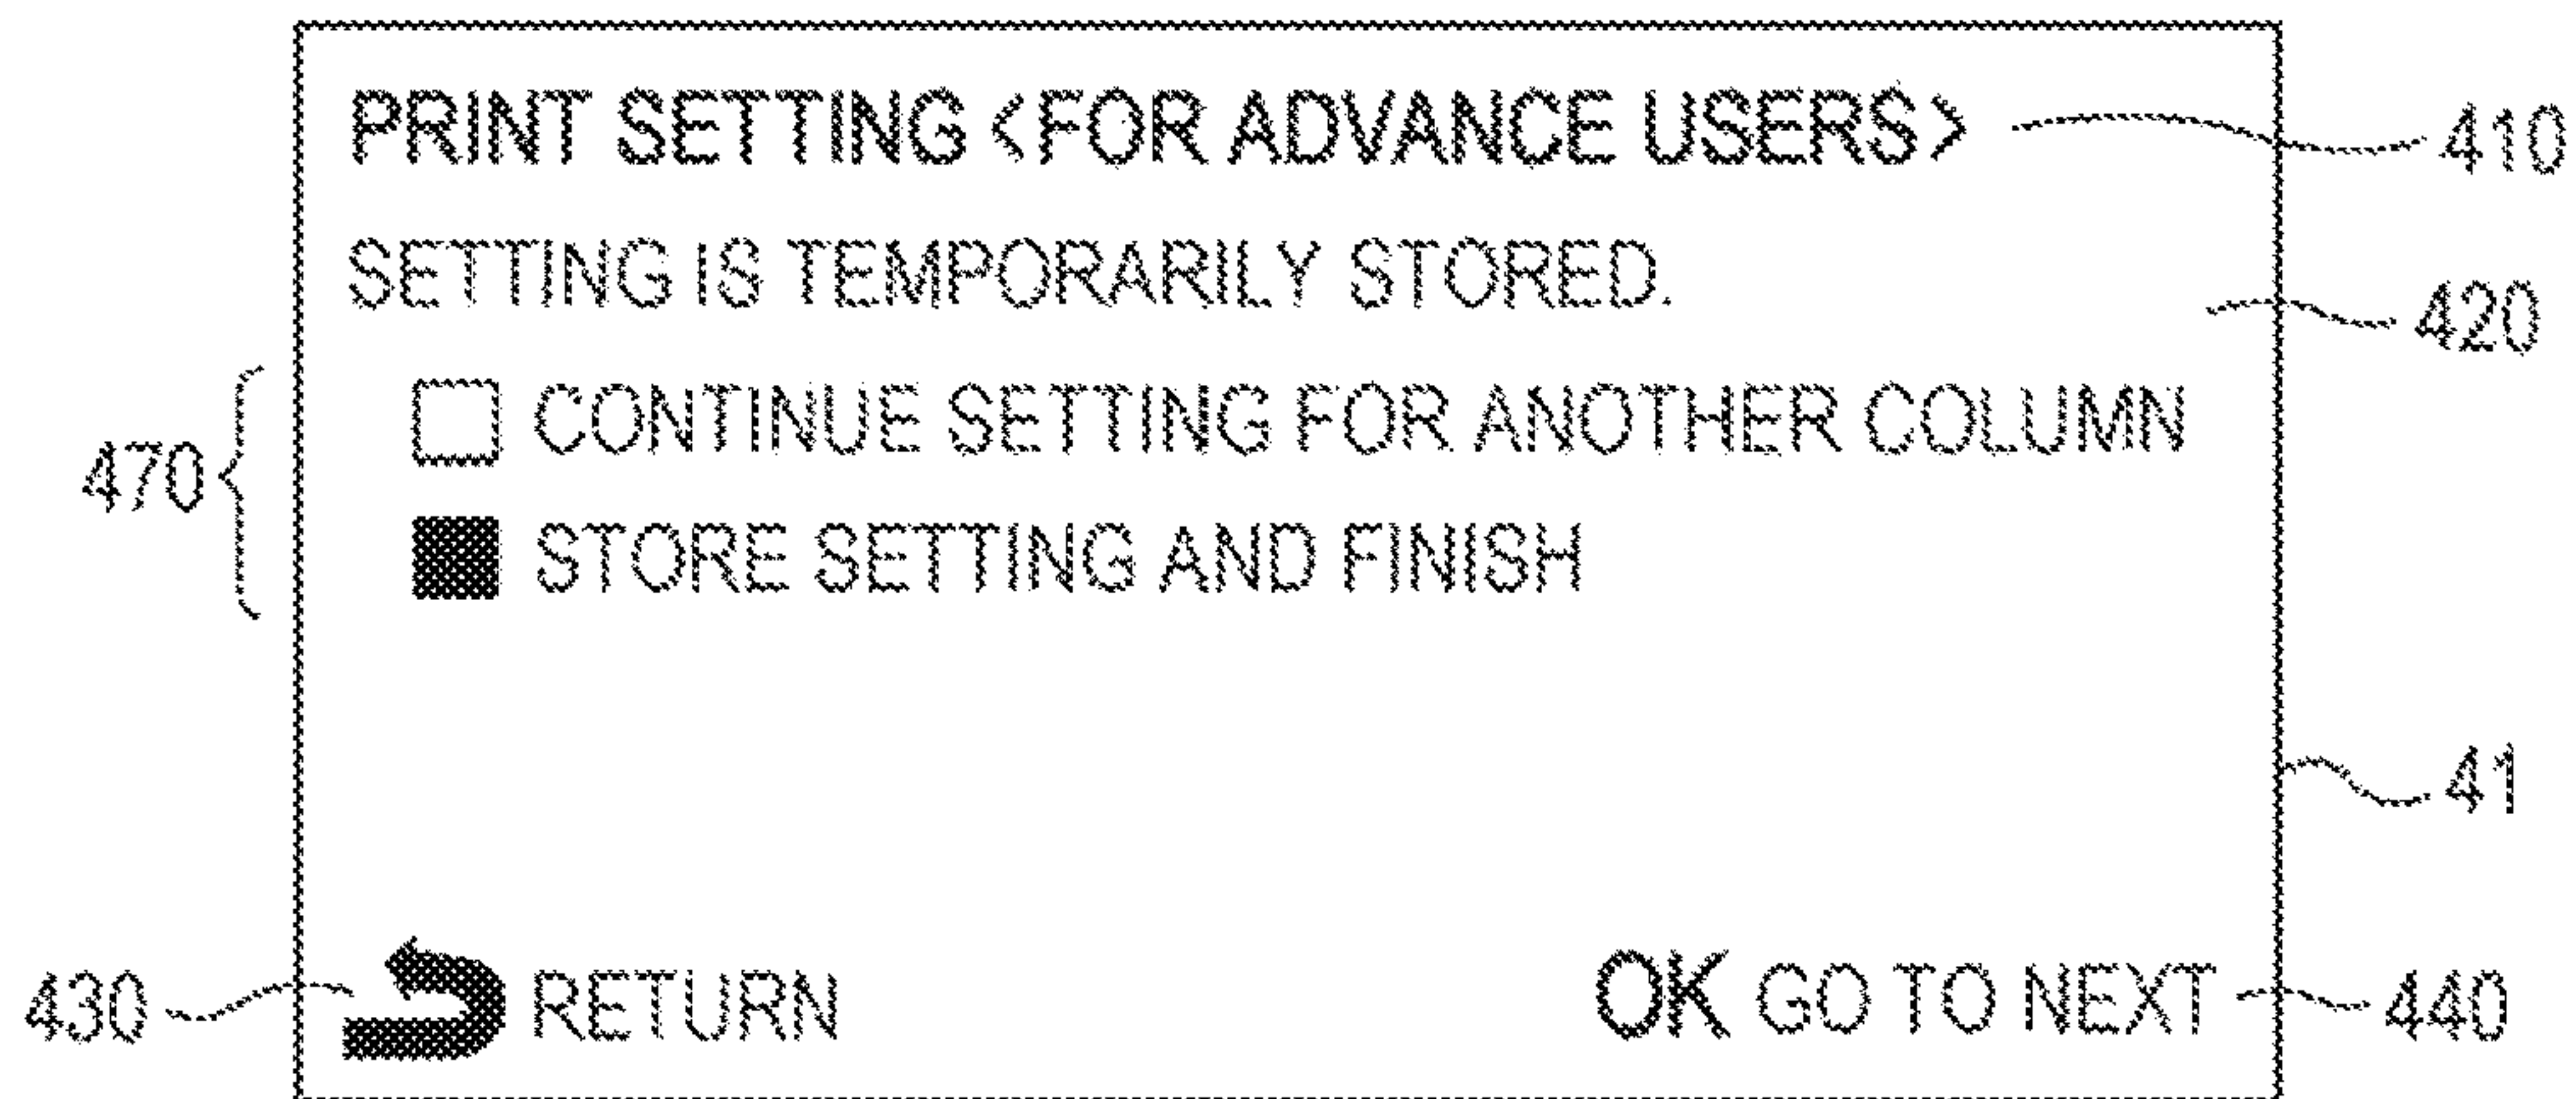 PRINT SETTING <FOR ADVANCE USERS> 410
SETTING IS TEMPORARILY STORED.
420
470 CONTINUE SETTING FOR ANOTHER COLUMN
STORE SETTING AND FINISH
41
430 RETURN OK GO TO NEXT 440